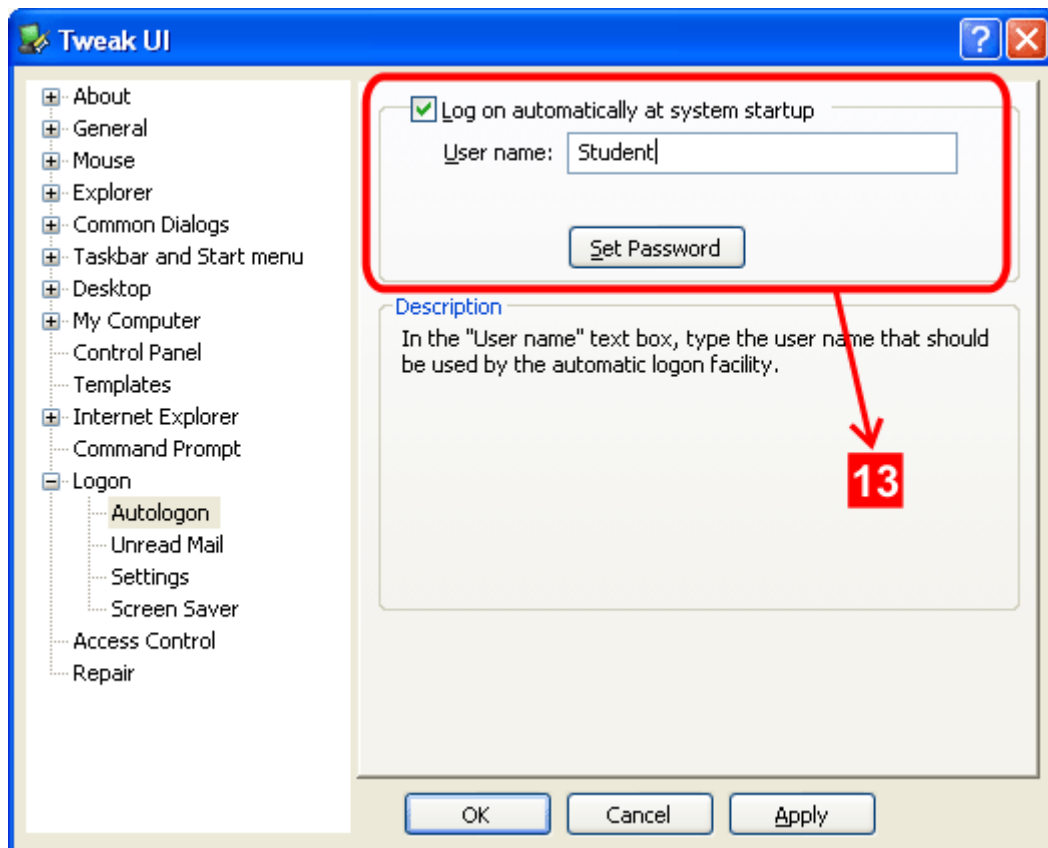 Tweak UI
About
General
Mouse
Explorer
Common Dialogs
Taskbar and Start menu
Desktop
My Computer
Control Panel
Templates
Internet Explorer
Command Prompt
Logon
Autologon
Unread Mail
Settings
Screen Saver
Access Control
Repair
Log on automatically at system startup
User name: Student
Set Password
Description
In the "User name" text box, type the user name that should
be used by the automatic logon facility.
13
OK Cancel Apply